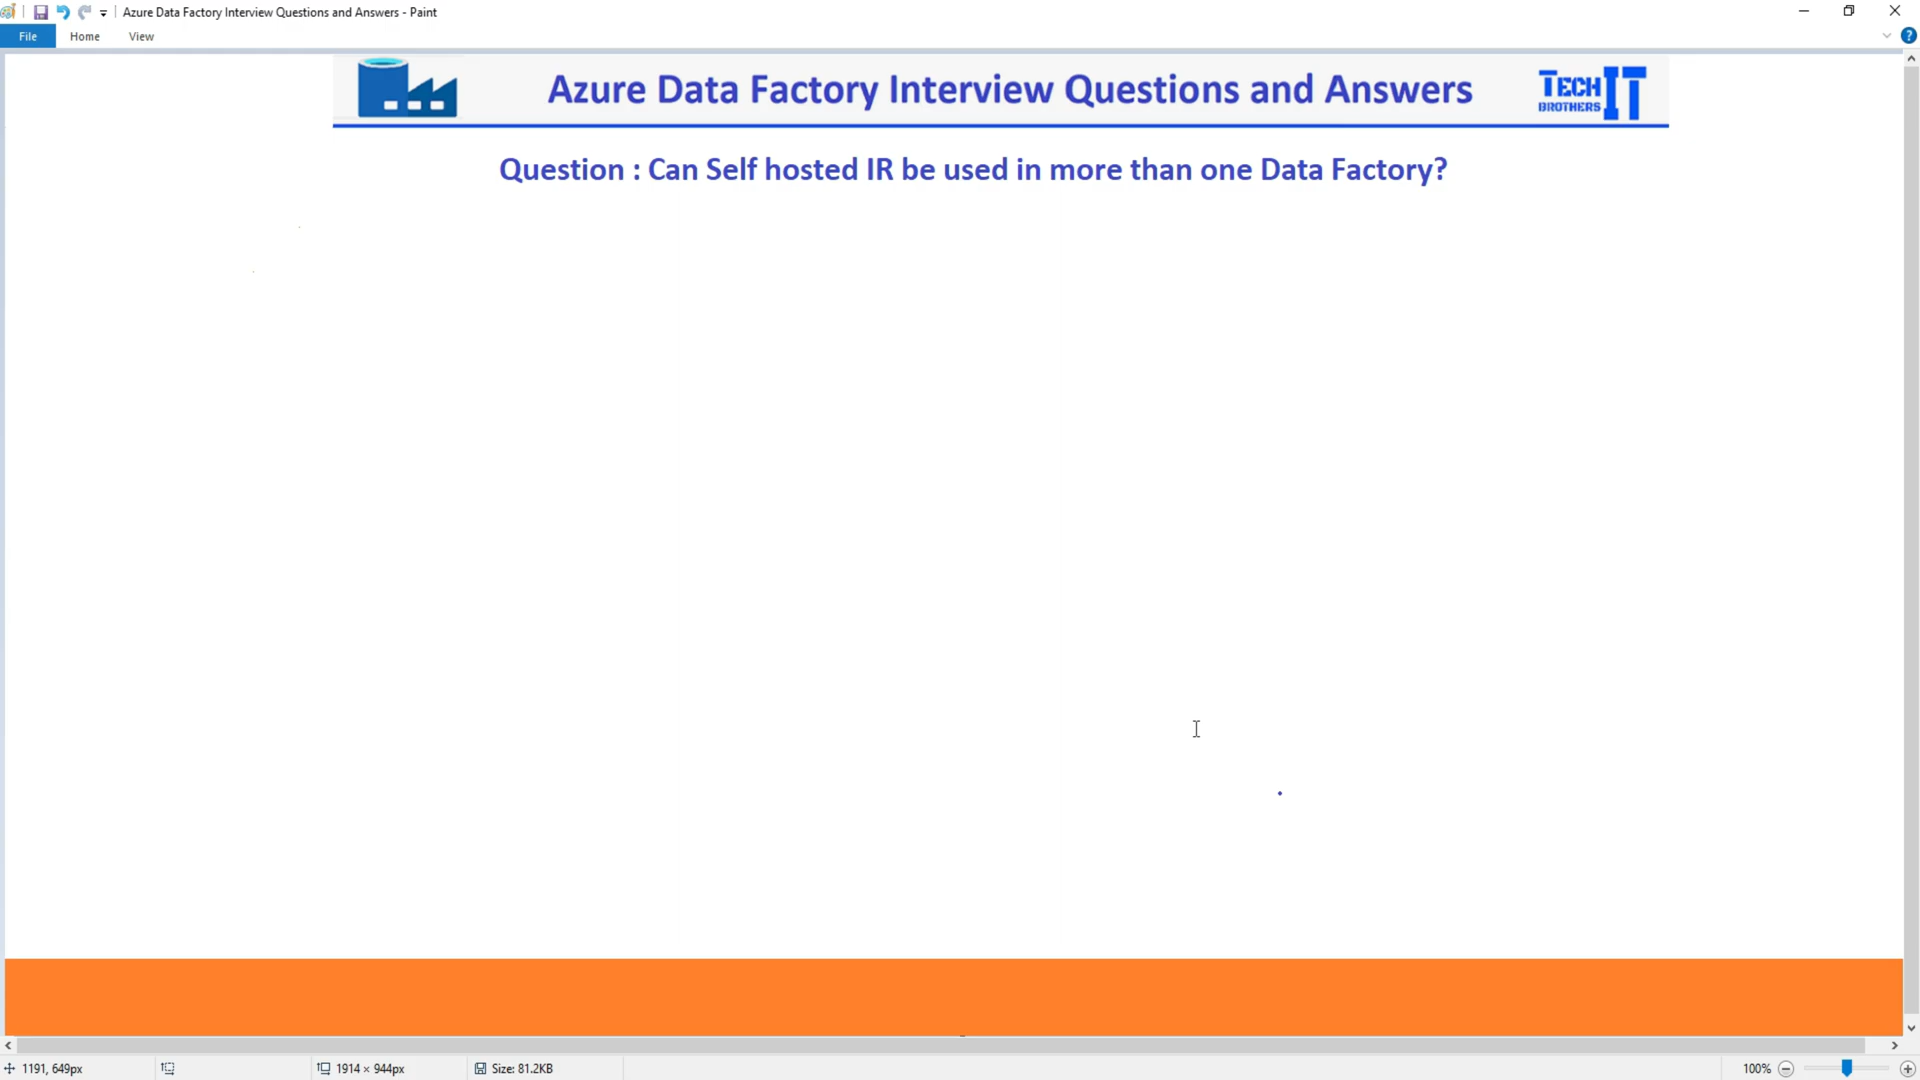 Azure Data Factory Interview Questions and Answers - Paint
File Home View
?
Azure Data Factory Interview Questions and Answers
TECH BROTHERS IT
Question : Can Self hosted IR be used in more than one Data Factory?
1191, 649px
1914 × 944px
Size: 81.2KB
100%